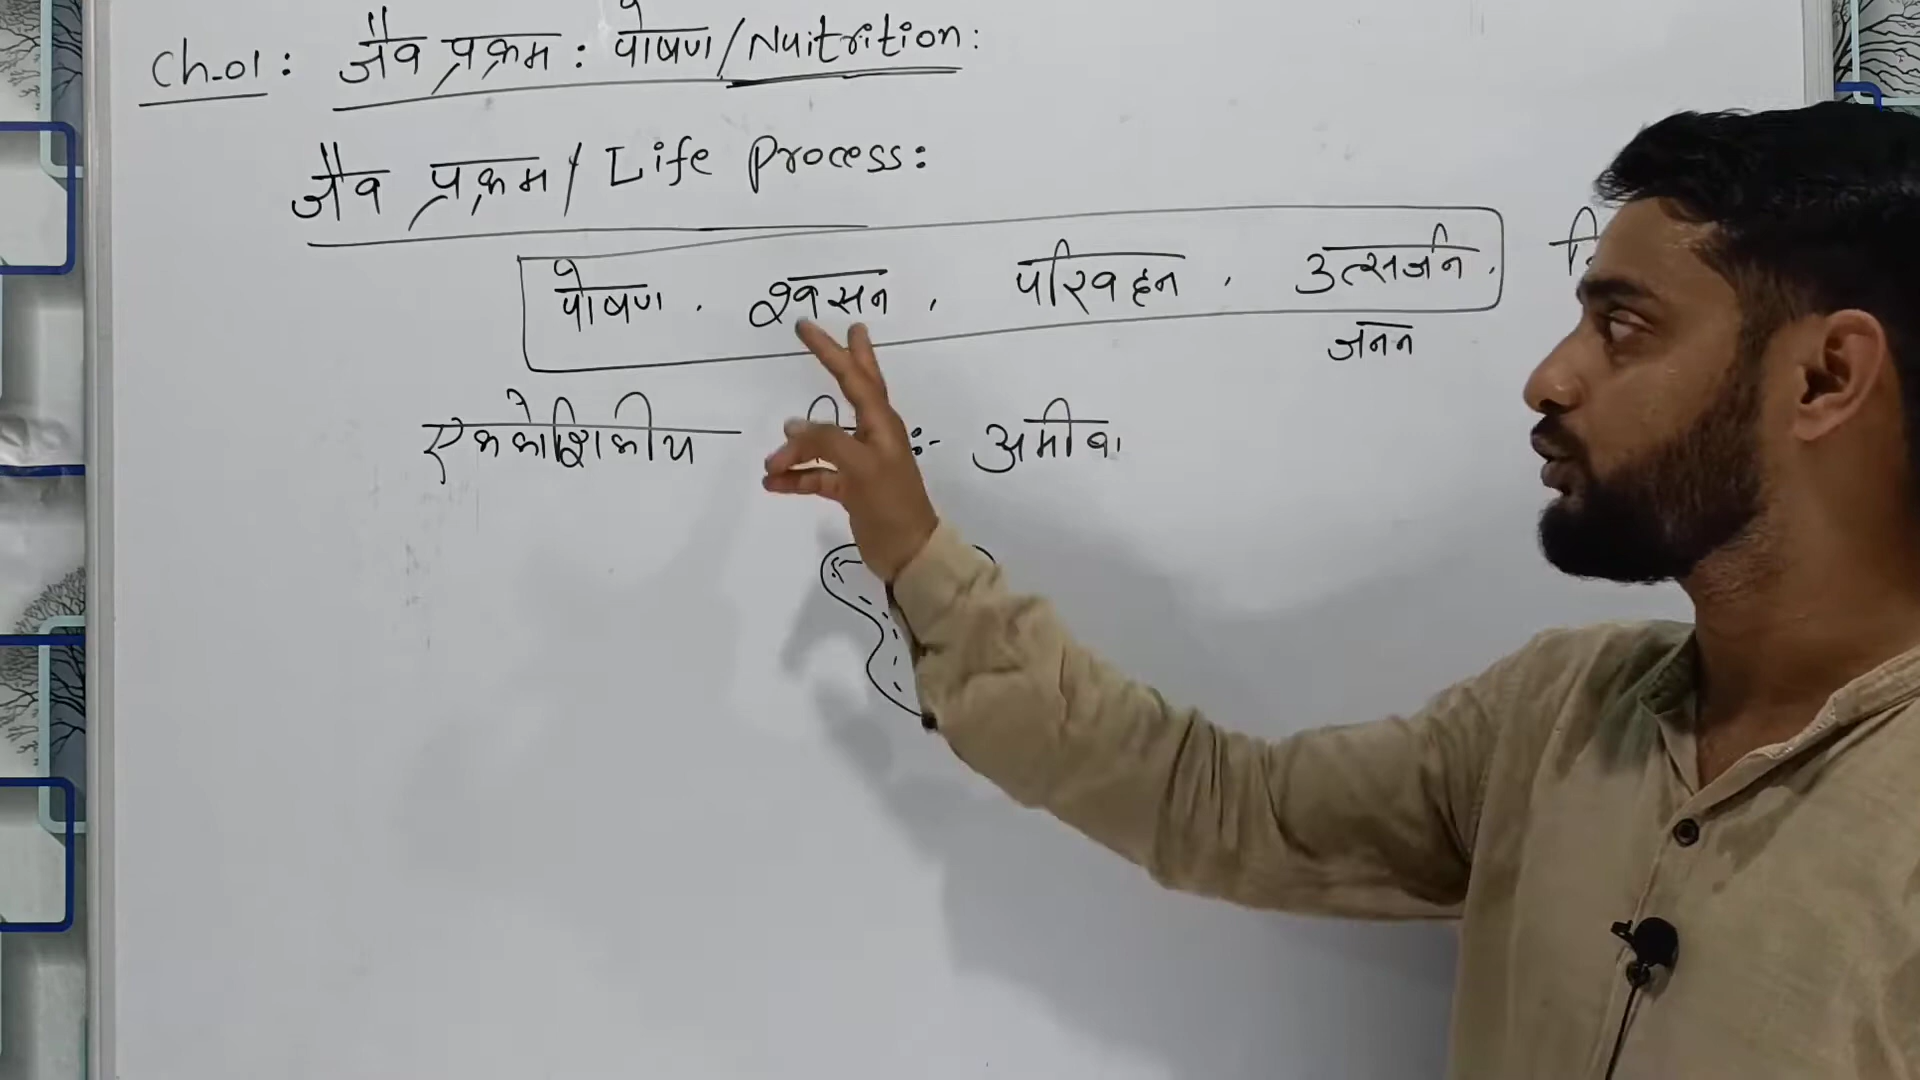 Ch-01: जैव प्रक्रम: पोषण/Nuitrition:
जैव प्रक्रम/Life Process:
पोषण, श्वसन, परिवहन, उत्सर्जन,
जनन
एककोशिकीय :- अमीबा